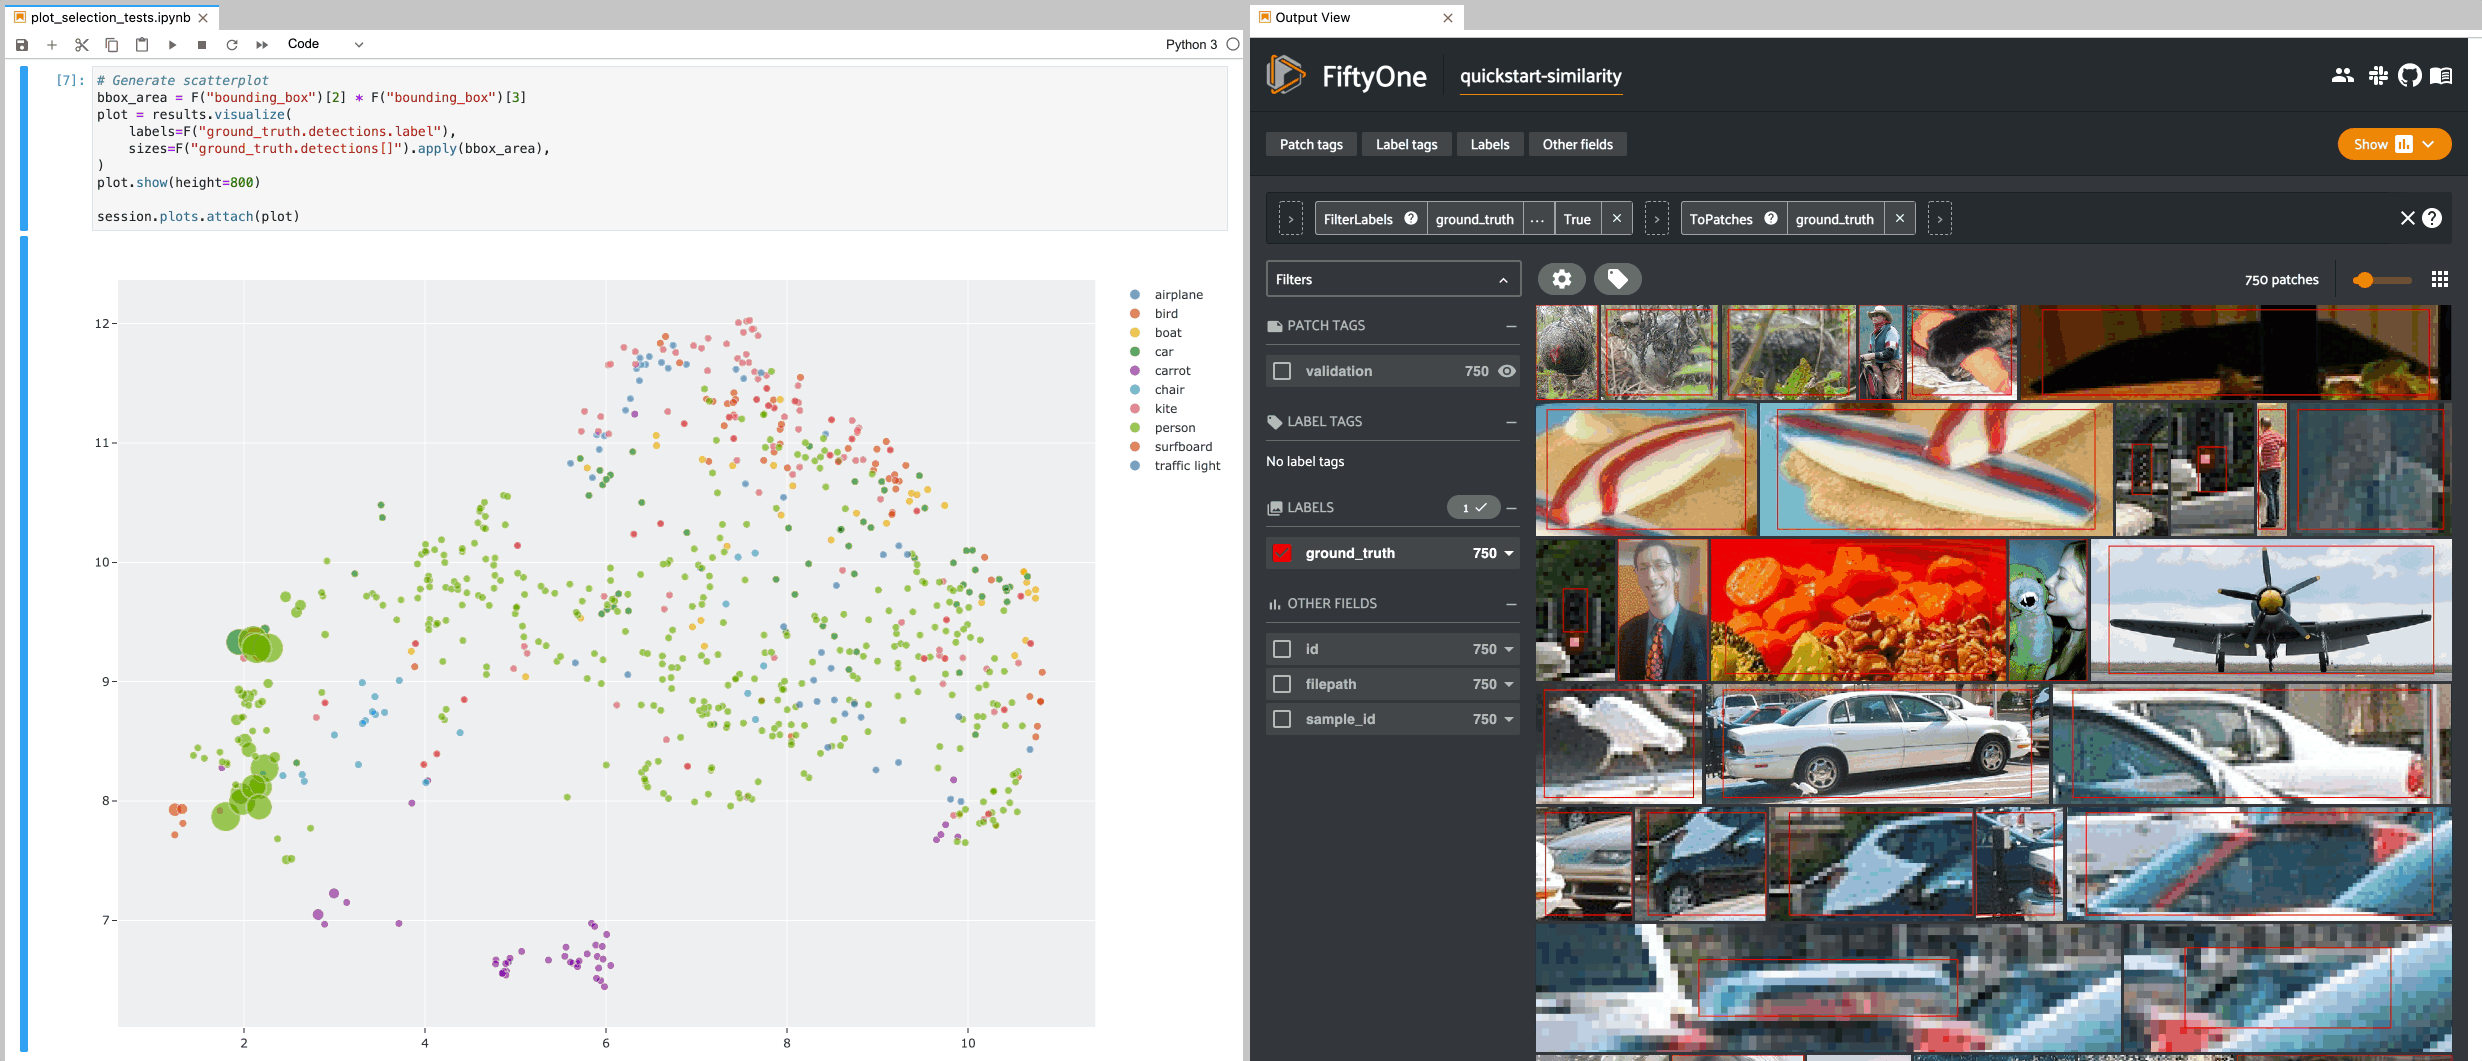 plot_selection_tests.ipynb
Code
Python 3
[7]:
# Generate scatterplot
bbox_area = F("bounding_box")[2] * F("bounding_box")[3]
plot = results.visualize(
labels=F("ground_truth.detections.label"),
sizes=F("ground_truth.detections[]").apply(bbox_area),
)
plot.show(height=800)
session.plots.attach(plot)
12
11
10
9
8
7
2
4
6
8
10
airplane
bird
boat
car
carrot
chair
kite
person
surfboard
traffic light
Output View
FiftyOne
quickstart-similarity
Patch tags
Label tags
Labels
Other fields
Show
FilterLabels ? ground_truth ... True
ToPatches ? ground_truth
?
Filters
750 patches
PATCH TAGS
validation 750
LABEL TAGS
No label tags
LABELS 1
ground_truth 750
OTHER FIELDS
id 750
filepath 750
sample_id 750